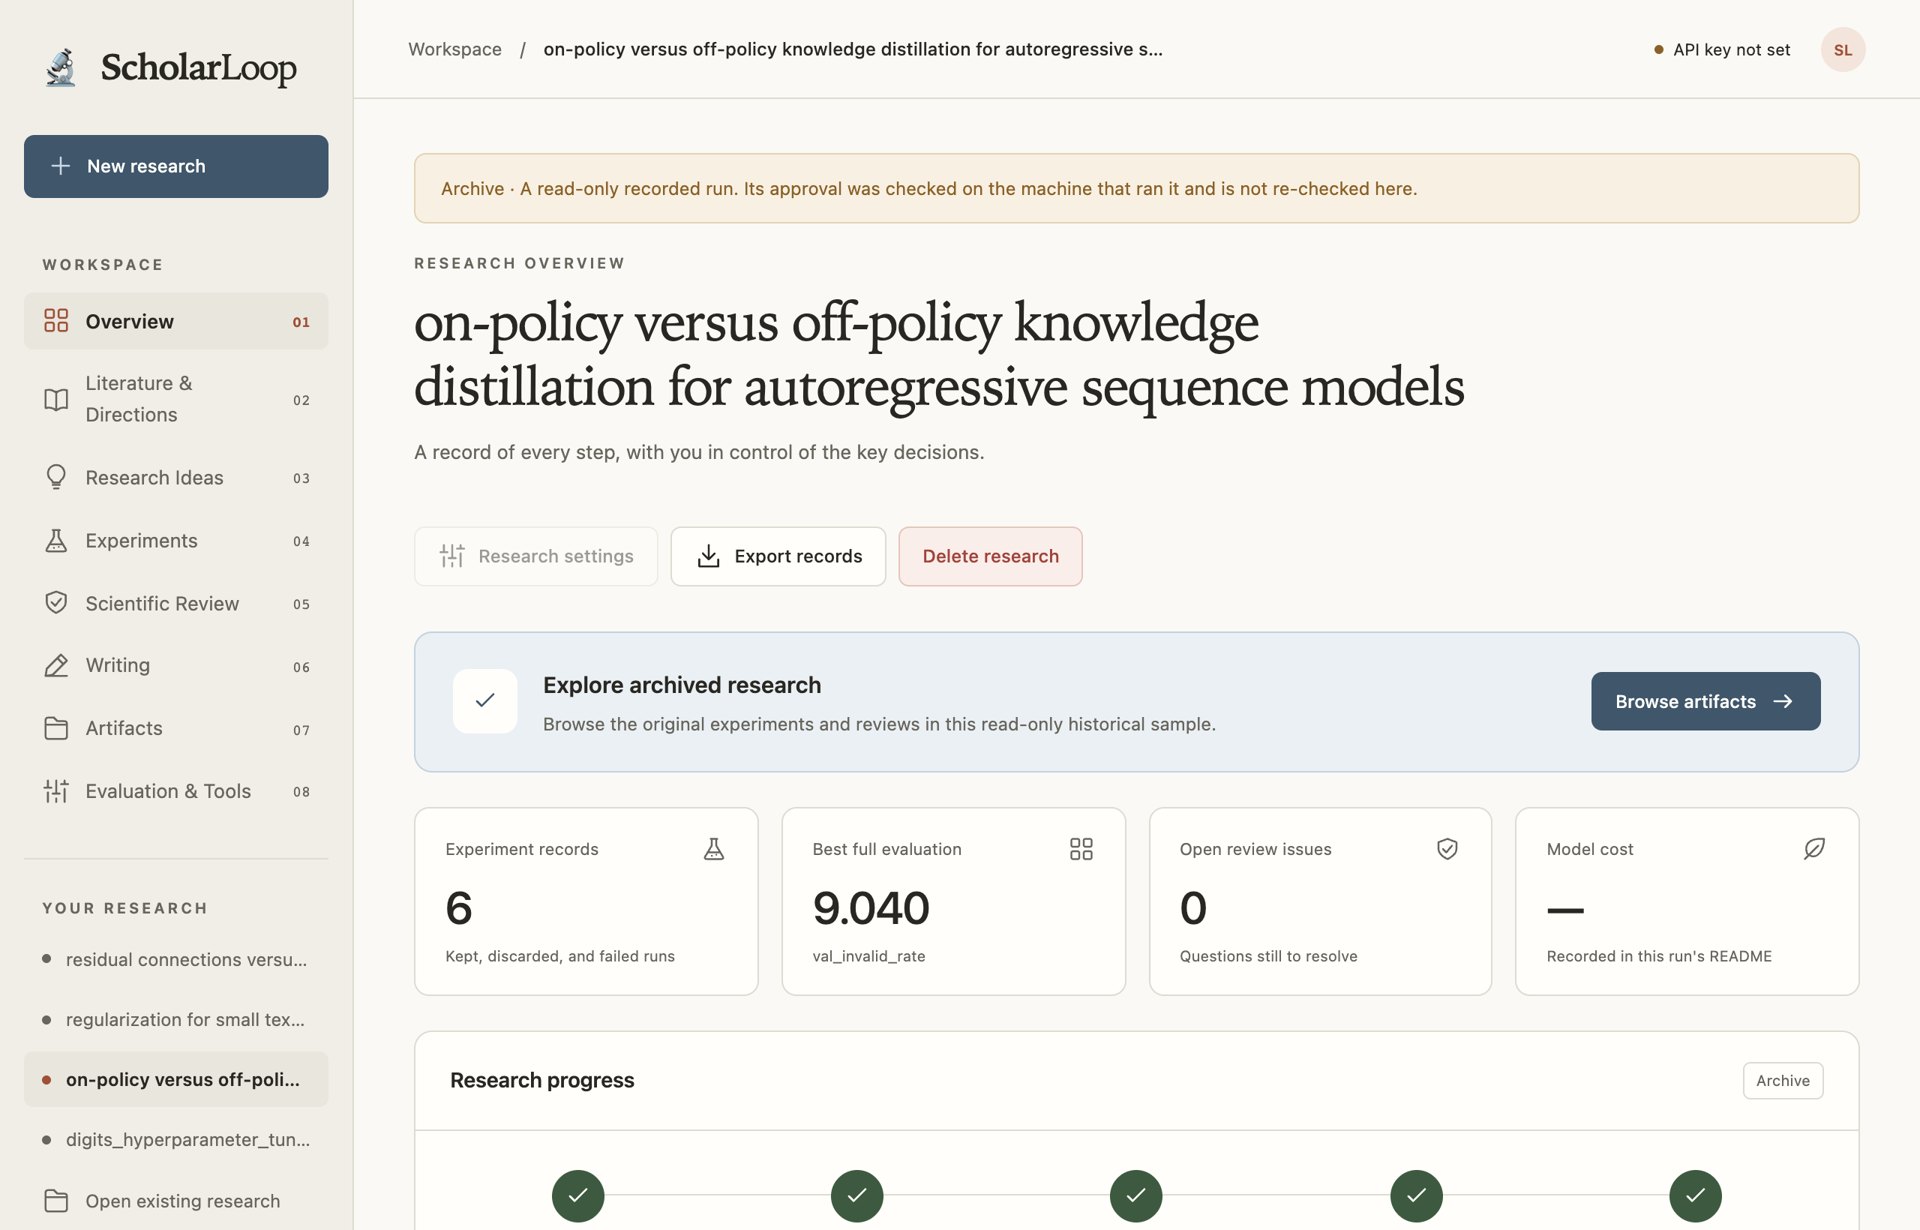 ScholarLoop
New research
WORKSPACE
Overview 01
Literature &
Directions 02
Research Ideas 03
Experiments 04
Scientific Review 05
Writing 06
Artifacts 07
Evaluation & Tools 08
YOUR RESEARCH
residual connections versu...
regularization for small tex...
on-policy versus off-poli...
digits_hyperparameter_tun...
Open existing research
Workspace / on-policy versus off-policy knowledge distillation for autoregressive s...
API key not set
SL
Archive · A read-only recorded run. Its approval was checked on the machine that ran it and is not re-checked here.
RESEARCH OVERVIEW
on-policy versus off-policy knowledge
distillation for autoregressive sequence models
A record of every step, with you in control of the key decisions.
Research settings
Export records
Delete research
Explore archived research
Browse the original experiments and reviews in this read-only historical sample.
Browse artifacts
Experiment records
6
Kept, discarded, and failed runs
Best full evaluation
9.040
val_invalid_rate
Open review issues
0
Questions still to resolve
Model cost
—
Recorded in this run's README
Research progress
Archive